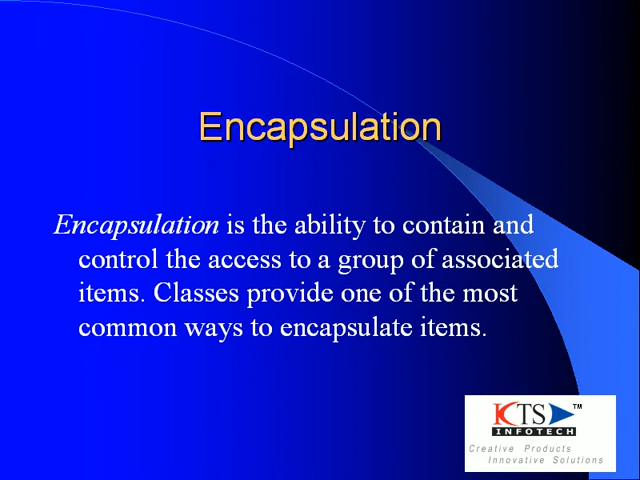 Encapsulation
Encapsulation is the ability to contain and
control the access to a group of associated
items. Classes provide one of the most
common ways to encapsulate items.
KTS ™
INFOTECH
Creative Products
Innovative Solutions